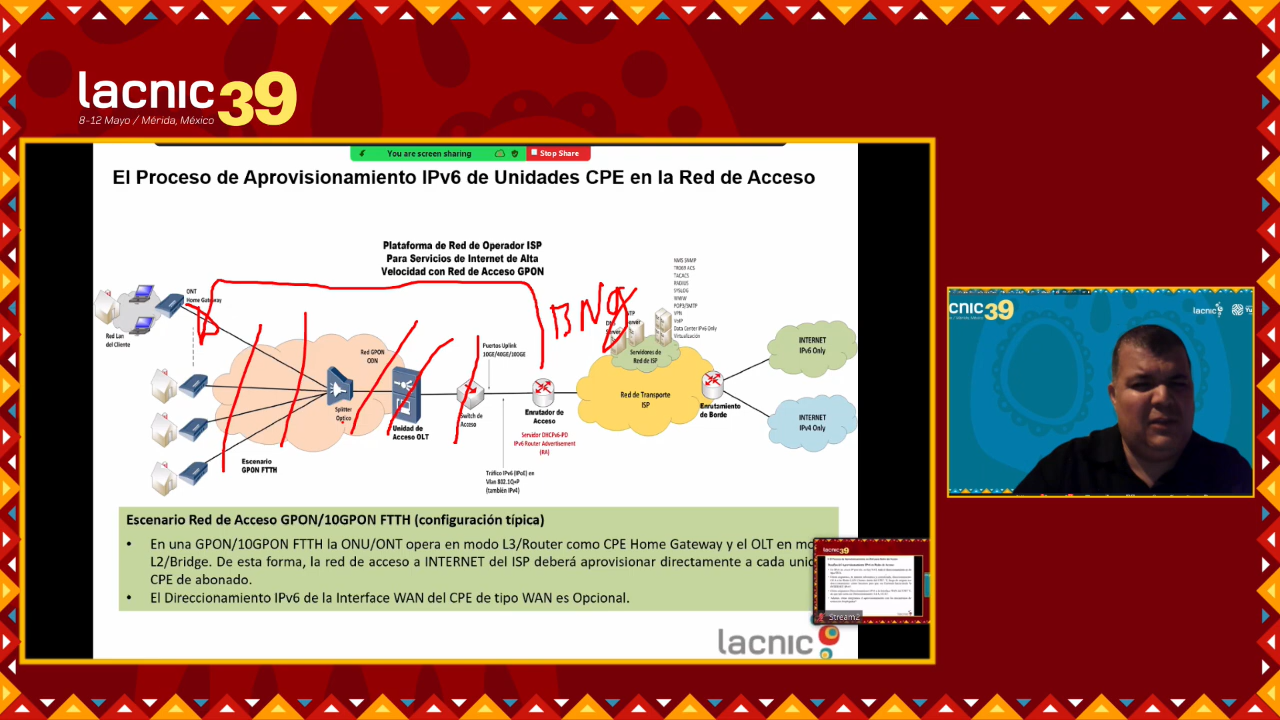 lacnic39
8-12 Mayo / Mérida, México
You are screen sharing
Stop Share
El Proceso de Aprovisionamiento IPv6 de Unidades CPE en la Red de Acceso
Plataforma de Red de Operador ISP
Para Servicios de Internet de Alta
Velocidad con Red de Acceso GPON
ONT
Home Gateway
Red Lan
del Cliente
Red GPON
ODN
Splitter
Óptico
Unidad de
Acceso OLT
Escenario
GPON FTTH
Puertos Uplink
10GE/40GE/100GE
Switch de
Acceso
Enrutador de
Acceso
Servidor DHCPv6-PD
IPv6 Router Advertisement
(RA)
Tráfico IPv6 (IPoE) en
Vlan 802.1Q+P
(también IPv4)
BNG
NMS SNMP
TR069 ACS
TACACS
RADIUS
SYSLOG
WWW
POP3/SMTP
VPN
VoIP
Data Center IPv6 Only
Virtualización
Servidores de
Red de ISP
Red de Transporte
ISP
Enrutamiento
de Borde
INTERNET
IPv6 Only
INTERNET
IPv4 Only
Escenario Red de Acceso GPON/10GPON FTTH (configuración típica)
• En una GPON/10GPON FTTH la ONU/ONT opera en modo L3/Router como CPE Home Gateway y el OLT en
L2/Bridge. De esta forma, la red de acceso a INTERNET del ISP deberá aprovisionar directamente a cada
CPE de abonado.
IPv6 en la interfaz WAN del CPE de tipo WAN es Opcional.
lacnic39
Stream2
lacnic
cnic39
lacnic